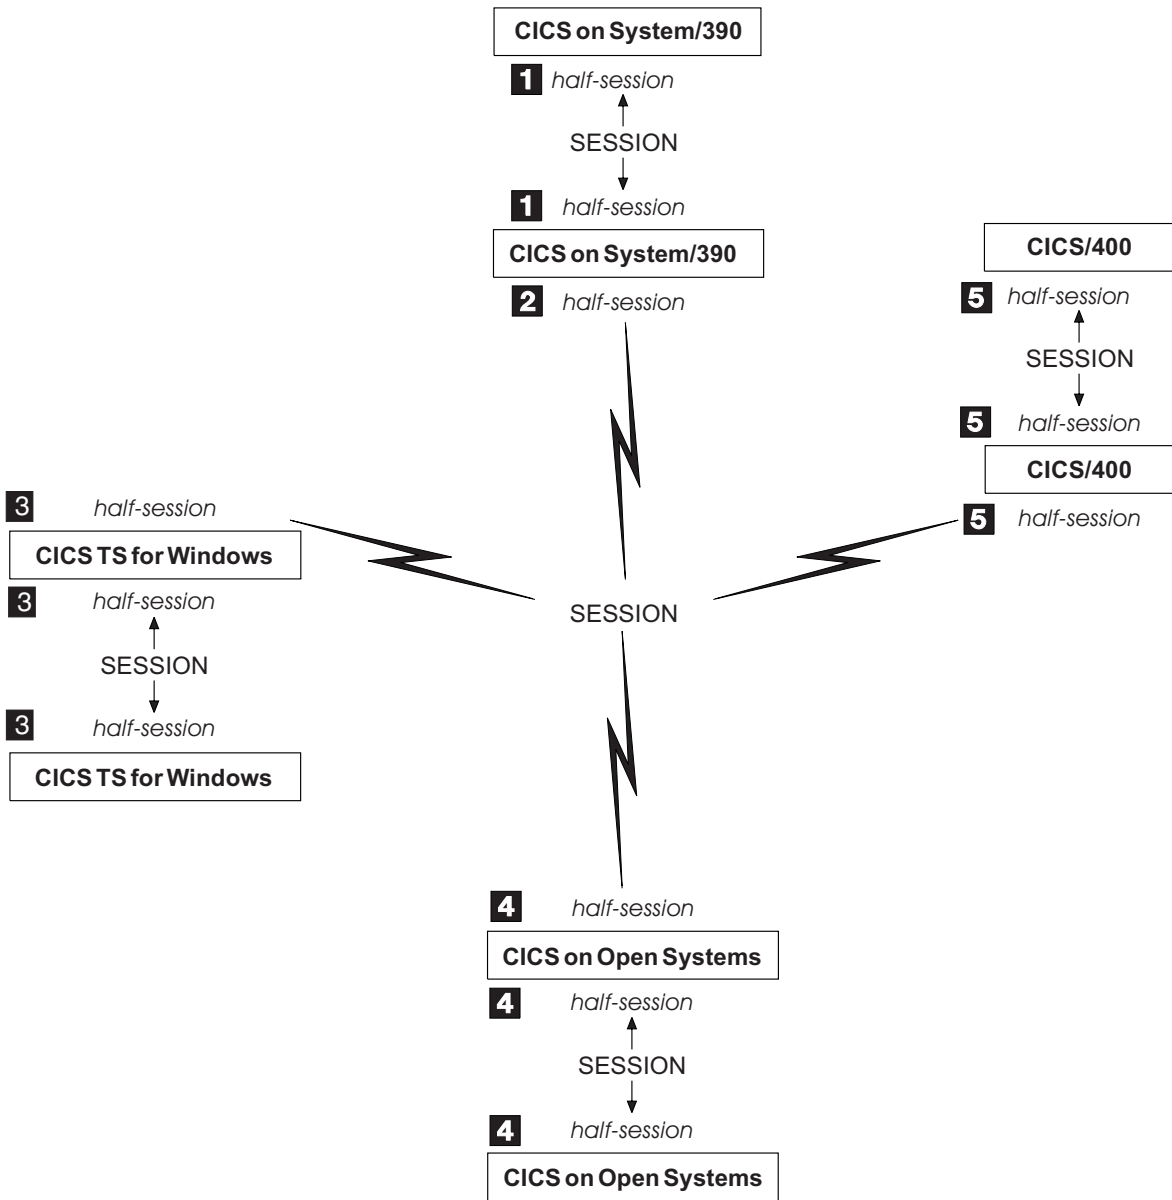 CICS on System/390
1 half-session
SESSION
1 half-session
CICS on System/390
2 half-session
CICS/400
5 half-session
SESSION
5 half-session
CICS/400
5 half-session
3 half-session
CICS TS for Windows
3 half-session
SESSION
3 half-session
CICS TS for Windows
SESSION
4 half-session
CICS on Open Systems
4 half-session
SESSION
4 half-session
CICS on Open Systems